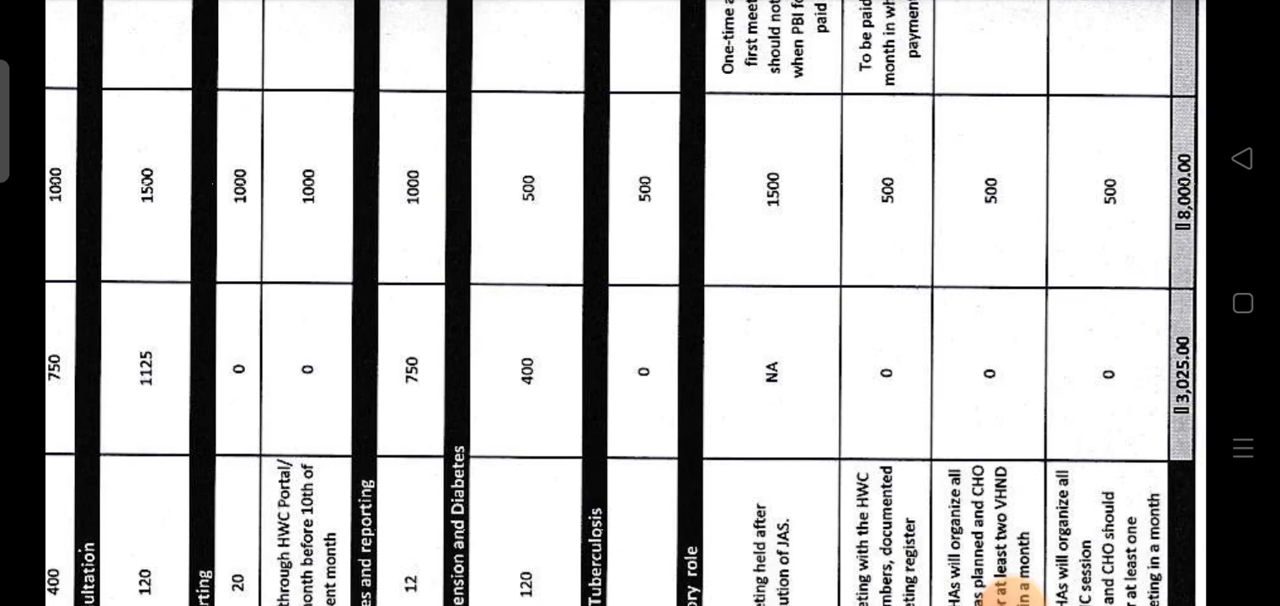 400 750 1000
ultation
120 1125 1500
rting
20 0 1000
through HWC Portal/
onth before 10th of
ent month
0 1000
es and reporting
12 750 1000
ension and Diabetes
120 400 500
Tuberculosis
0 500
ory role
eting held after
ution of JAS.
NA 1500
One-time a
first meet
should not
when PBI fo
paid
eting with the HWC
mbers, documented
eting register
0 500
To be paid
month in wh
payment
HAs will organize all
as planned and CHO
r at least two VHND
in a month
0 500
HAs will organize all
C session
and CHO should
at least one
eting in a month
0 500
3,025.00 8,000.00